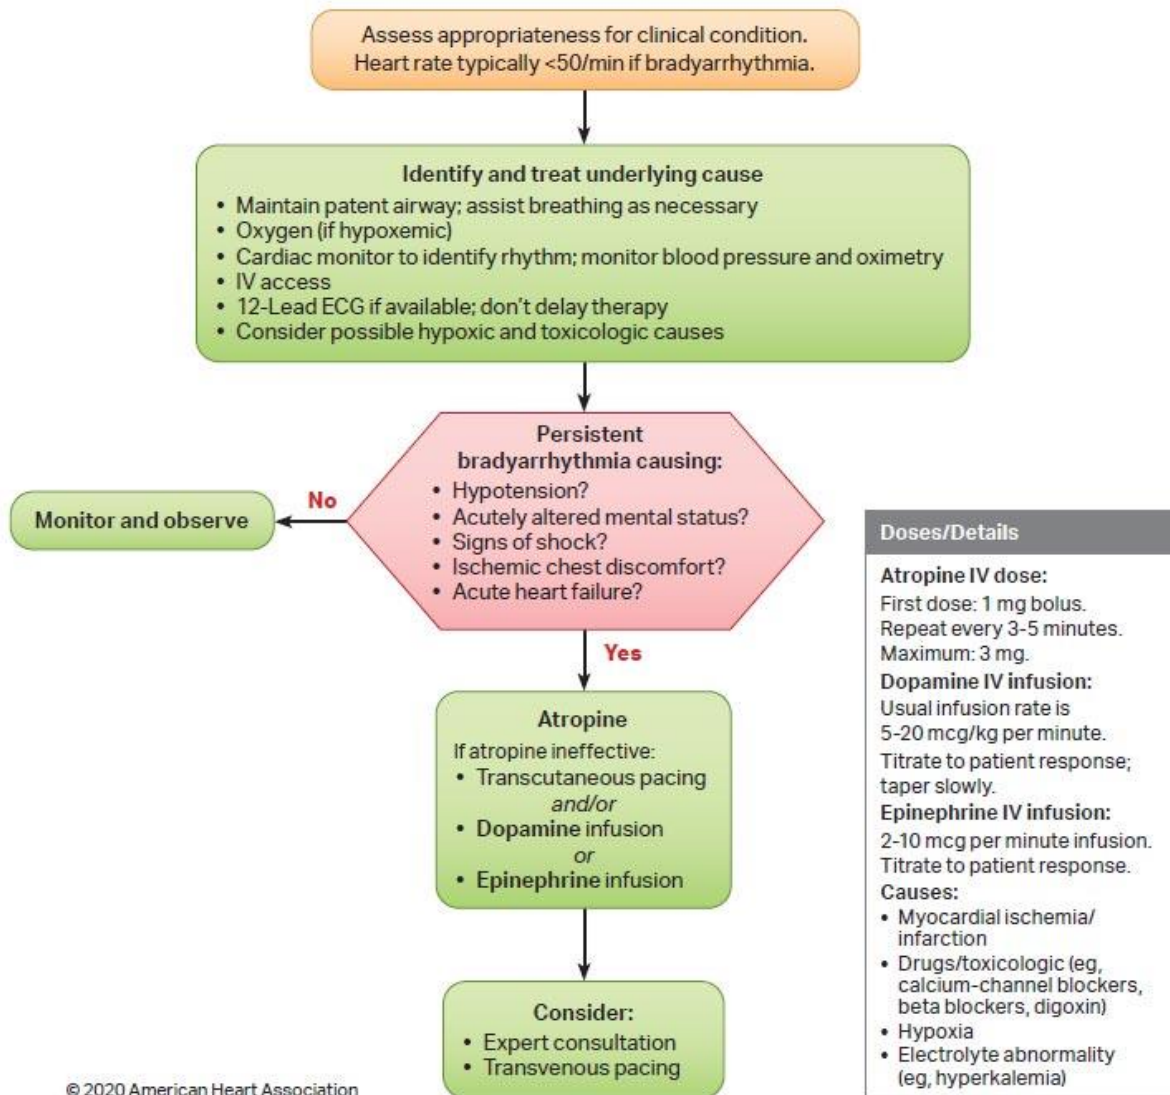 Assess appropriateness for clinical condition.
Heart rate typically <50/min if bradyarrhythmia.
Identify and treat underlying cause
• Maintain patent airway; assist breathing as necessary
• Oxygen (if hypoxemic)
• Cardiac monitor to identify rhythm; monitor blood pressure and oximetry
• IV access
• 12-Lead ECG if available; don't delay therapy
• Consider possible hypoxic and toxicologic causes
Persistent
bradyarrhythmia causing:
• Hypotension?
• Acutely altered mental status?
• Signs of shock?
• Ischemic chest discomfort?
• Acute heart failure?
No
Monitor and observe
Yes
Atropine
If atropine ineffective:
• Transcutaneous pacing
and/or
• Dopamine infusion
or
• Epinephrine infusion
Consider:
• Expert consultation
• Transvenous pacing
Doses/Details
Atropine IV dose:
First dose: 1 mg bolus.
Repeat every 3-5 minutes.
Maximum: 3 mg.
Dopamine IV infusion:
Usual infusion rate is
5-20 mcg/kg per minute.
Titrate to patient response;
taper slowly.
Epinephrine IV infusion:
2-10 mcg per minute infusion.
Titrate to patient response.
Causes:
• Myocardial ischemia/
infarction
• Drugs/toxicologic (eg,
calcium-channel blockers,
beta blockers, digoxin)
• Hypoxia
• Electrolyte abnormality
(eg, hyperkalemia)
© 2020 American Heart Association